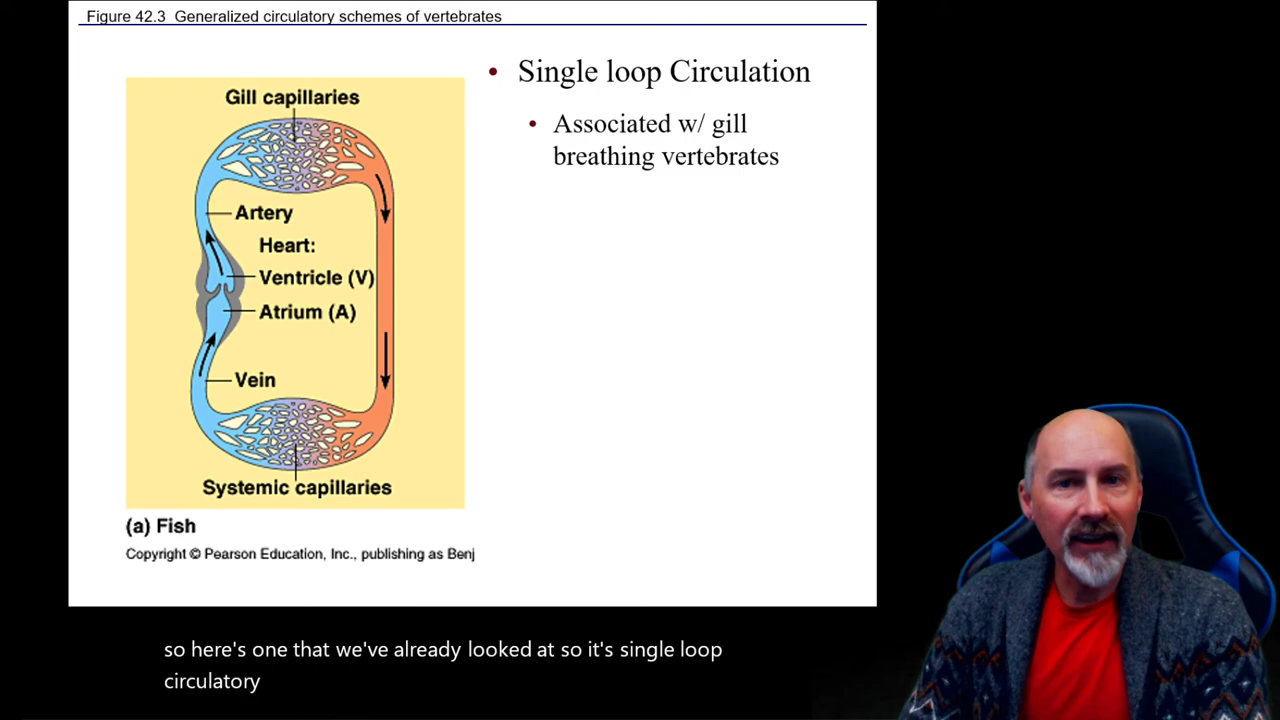 Figure 42.3 Generalized circulatory schemes of vertebrates
• Single loop Circulation
• Associated w/ gill
breathing vertebrates
Gill capillaries
Artery
Heart:
Ventricle (V)
Atrium (A)
Vein
Systemic capillaries
(a) Fish
Copyright © Pearson Education, Inc., publishing as Benj
so here's one that we've already looked at so it's single loop
circulatory